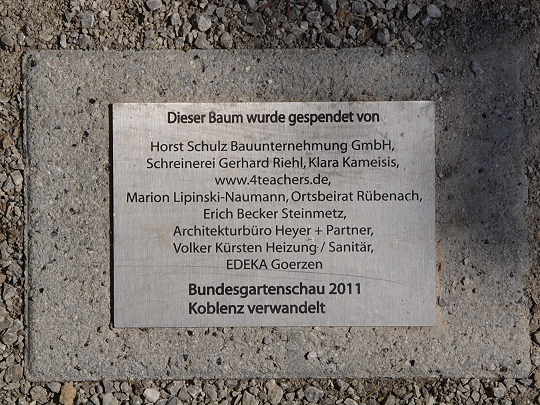 Dieser Baum wurde gespendet von
Horst Schulz Bauunternehmung GmbH,
Schreinerei Gerhard Riehl, Klara Kameisis,
www.4teachers.de,
Marion Lipinski-Naumann, Ortsbeirat Rübenach,
Erich Becker Steinmetz,
Architekturbüro Heyer + Partner,
Volker Kürsten Heizung / Sanitär,
EDEKA Goerzen
Bundesgartenschau 2011
Koblenz verwandelt